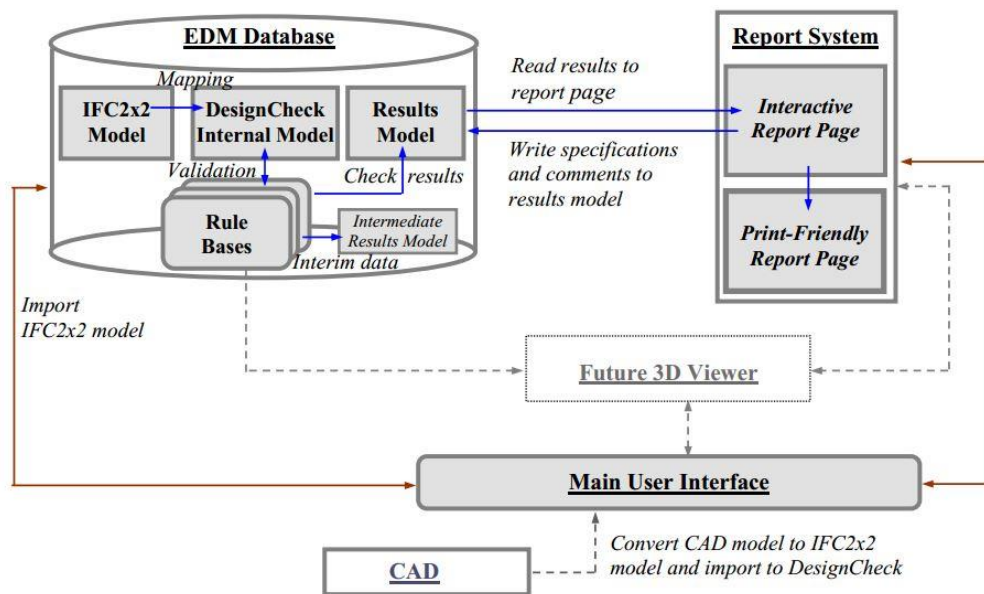 EDM Database
Mapping
IFC2x2
Model
DesignCheck
Internal Model
Results
Model
Validation
Check results
Rule
Bases
Intermediate
Results Model
Interim data
Read results to
report page
Write specifications
and comments to
results model
Report System
Interactive
Report Page
Print-Friendly
Report Page
Import
IFC2x2 model
Future 3D Viewer
Main User Interface
Convert CAD model to IFC2x2
model and import to DesignCheck
CAD